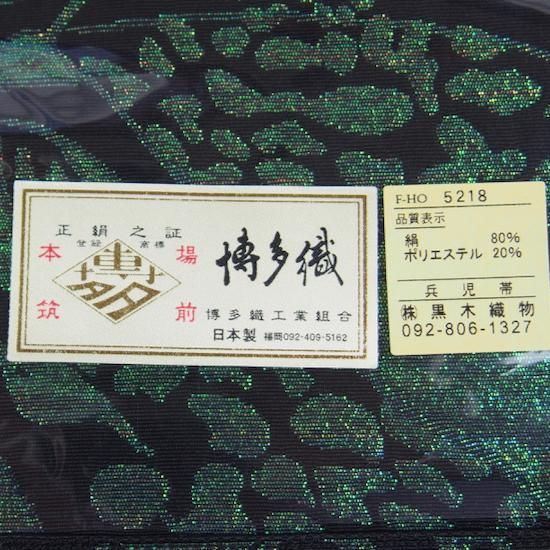 正絹之証
登録 商標
本 場
筑 前
博多
博多織
博多織工業組合
日本製 福岡092-409-5162
F-HO 5218
品質表示
絹 80%
ポリエステル 20%
兵児帯
㈱黒木織物
092-806-1327